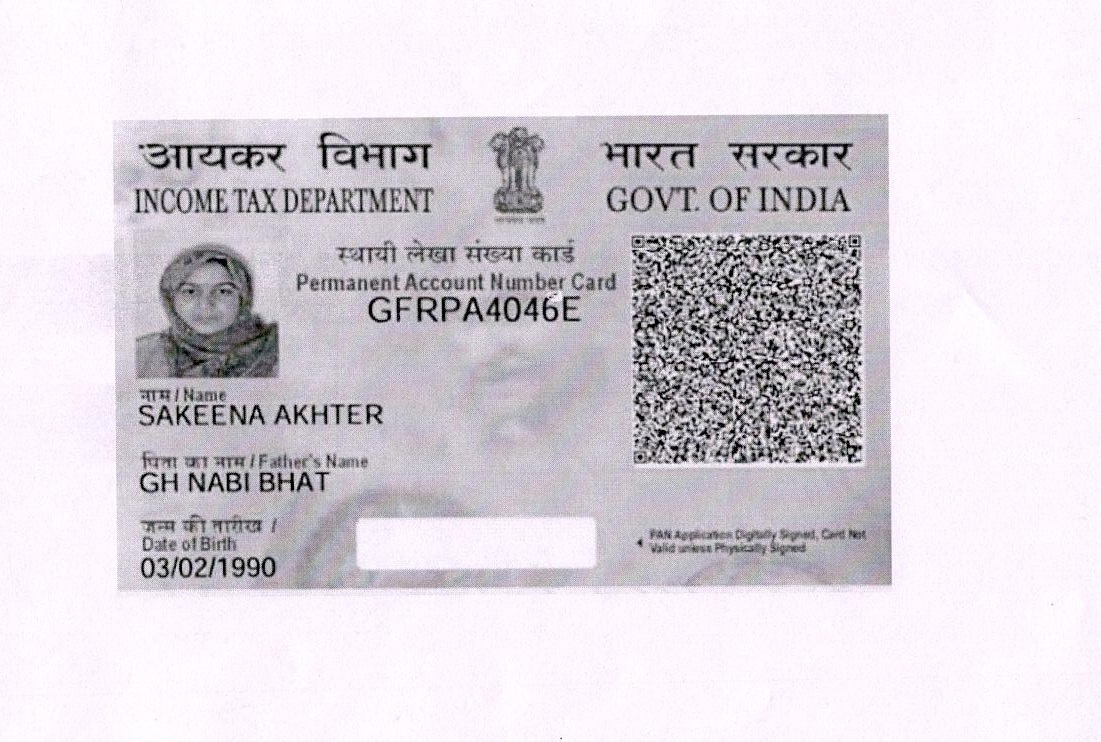 आयकर विभाग
INCOME TAX DEPARTMENT
भारत सरकार
GOVT. OF INDIA
स्थायी लेखा संख्या कार्ड
Permanent Account Number Card
GFRPA4046E
नाम / Name
SAKEENA AKHTER
पिता का नाम / Father's Name
GH NABI BHAT
जन्म की तारीख /
Date of Birth
03/02/1990
PAN Application Digitally Signed, Card Not
Valid unless Physically Signed